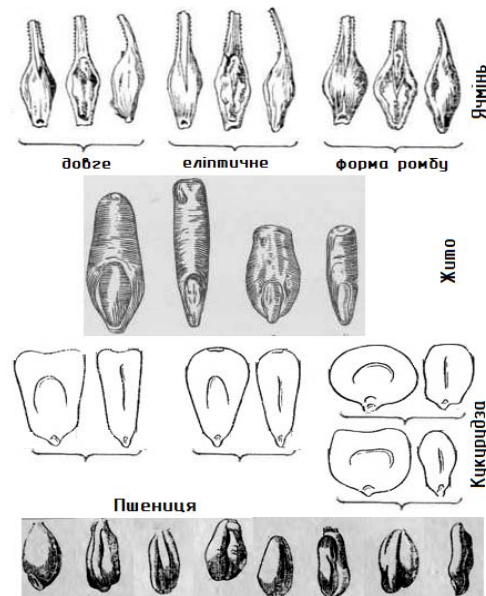 Ячмінь
довге еліптичне форма ромбу
Жито
Кукурудза
Пшениця